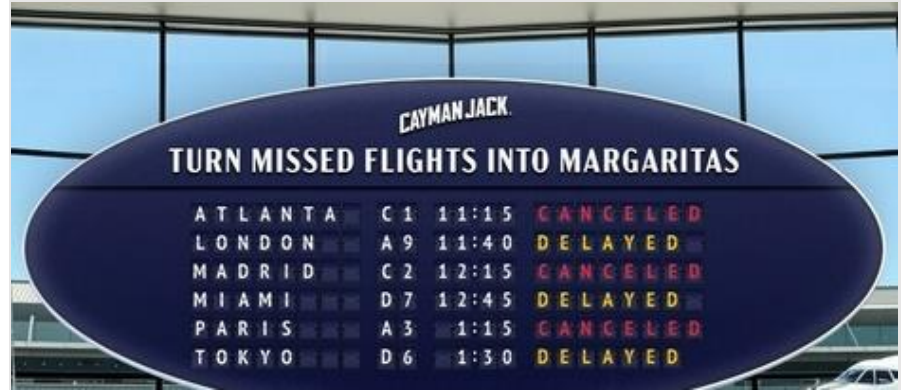 CAYMAN JACK
TURN MISSED FLIGHTS INTO MARGARITAS
ATLANTA C1 11:15 CANCELED
LONDON A9 11:40 DELAYED
MADRID C2 12:15 CANCELED
MIAMI D7 12:45 DELAYED
PARIS A3 1:15 CANCELED
TOKYO D6 1:30 DELAYED